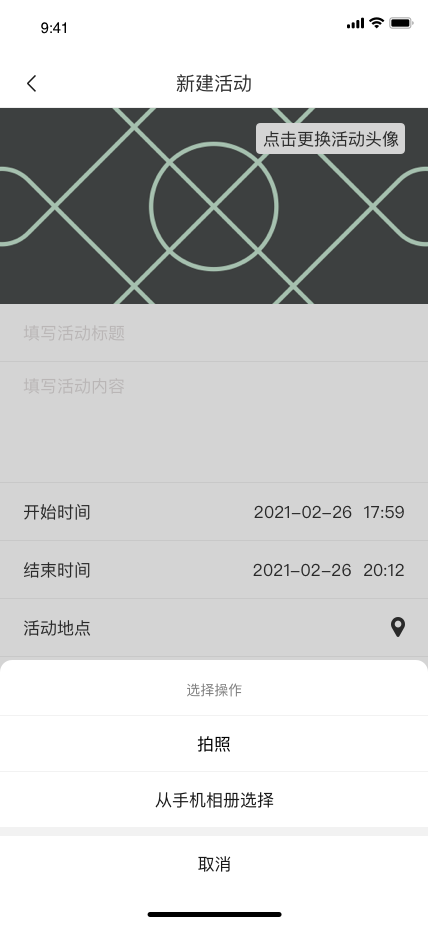 9:41
新建活动
点击更换活动头像
填写活动标题
填写活动内容
开始时间 2021-02-26 17:59
结束时间 2021-02-26 20:12
活动地点
选择操作
拍照
从手机相册选择
取消